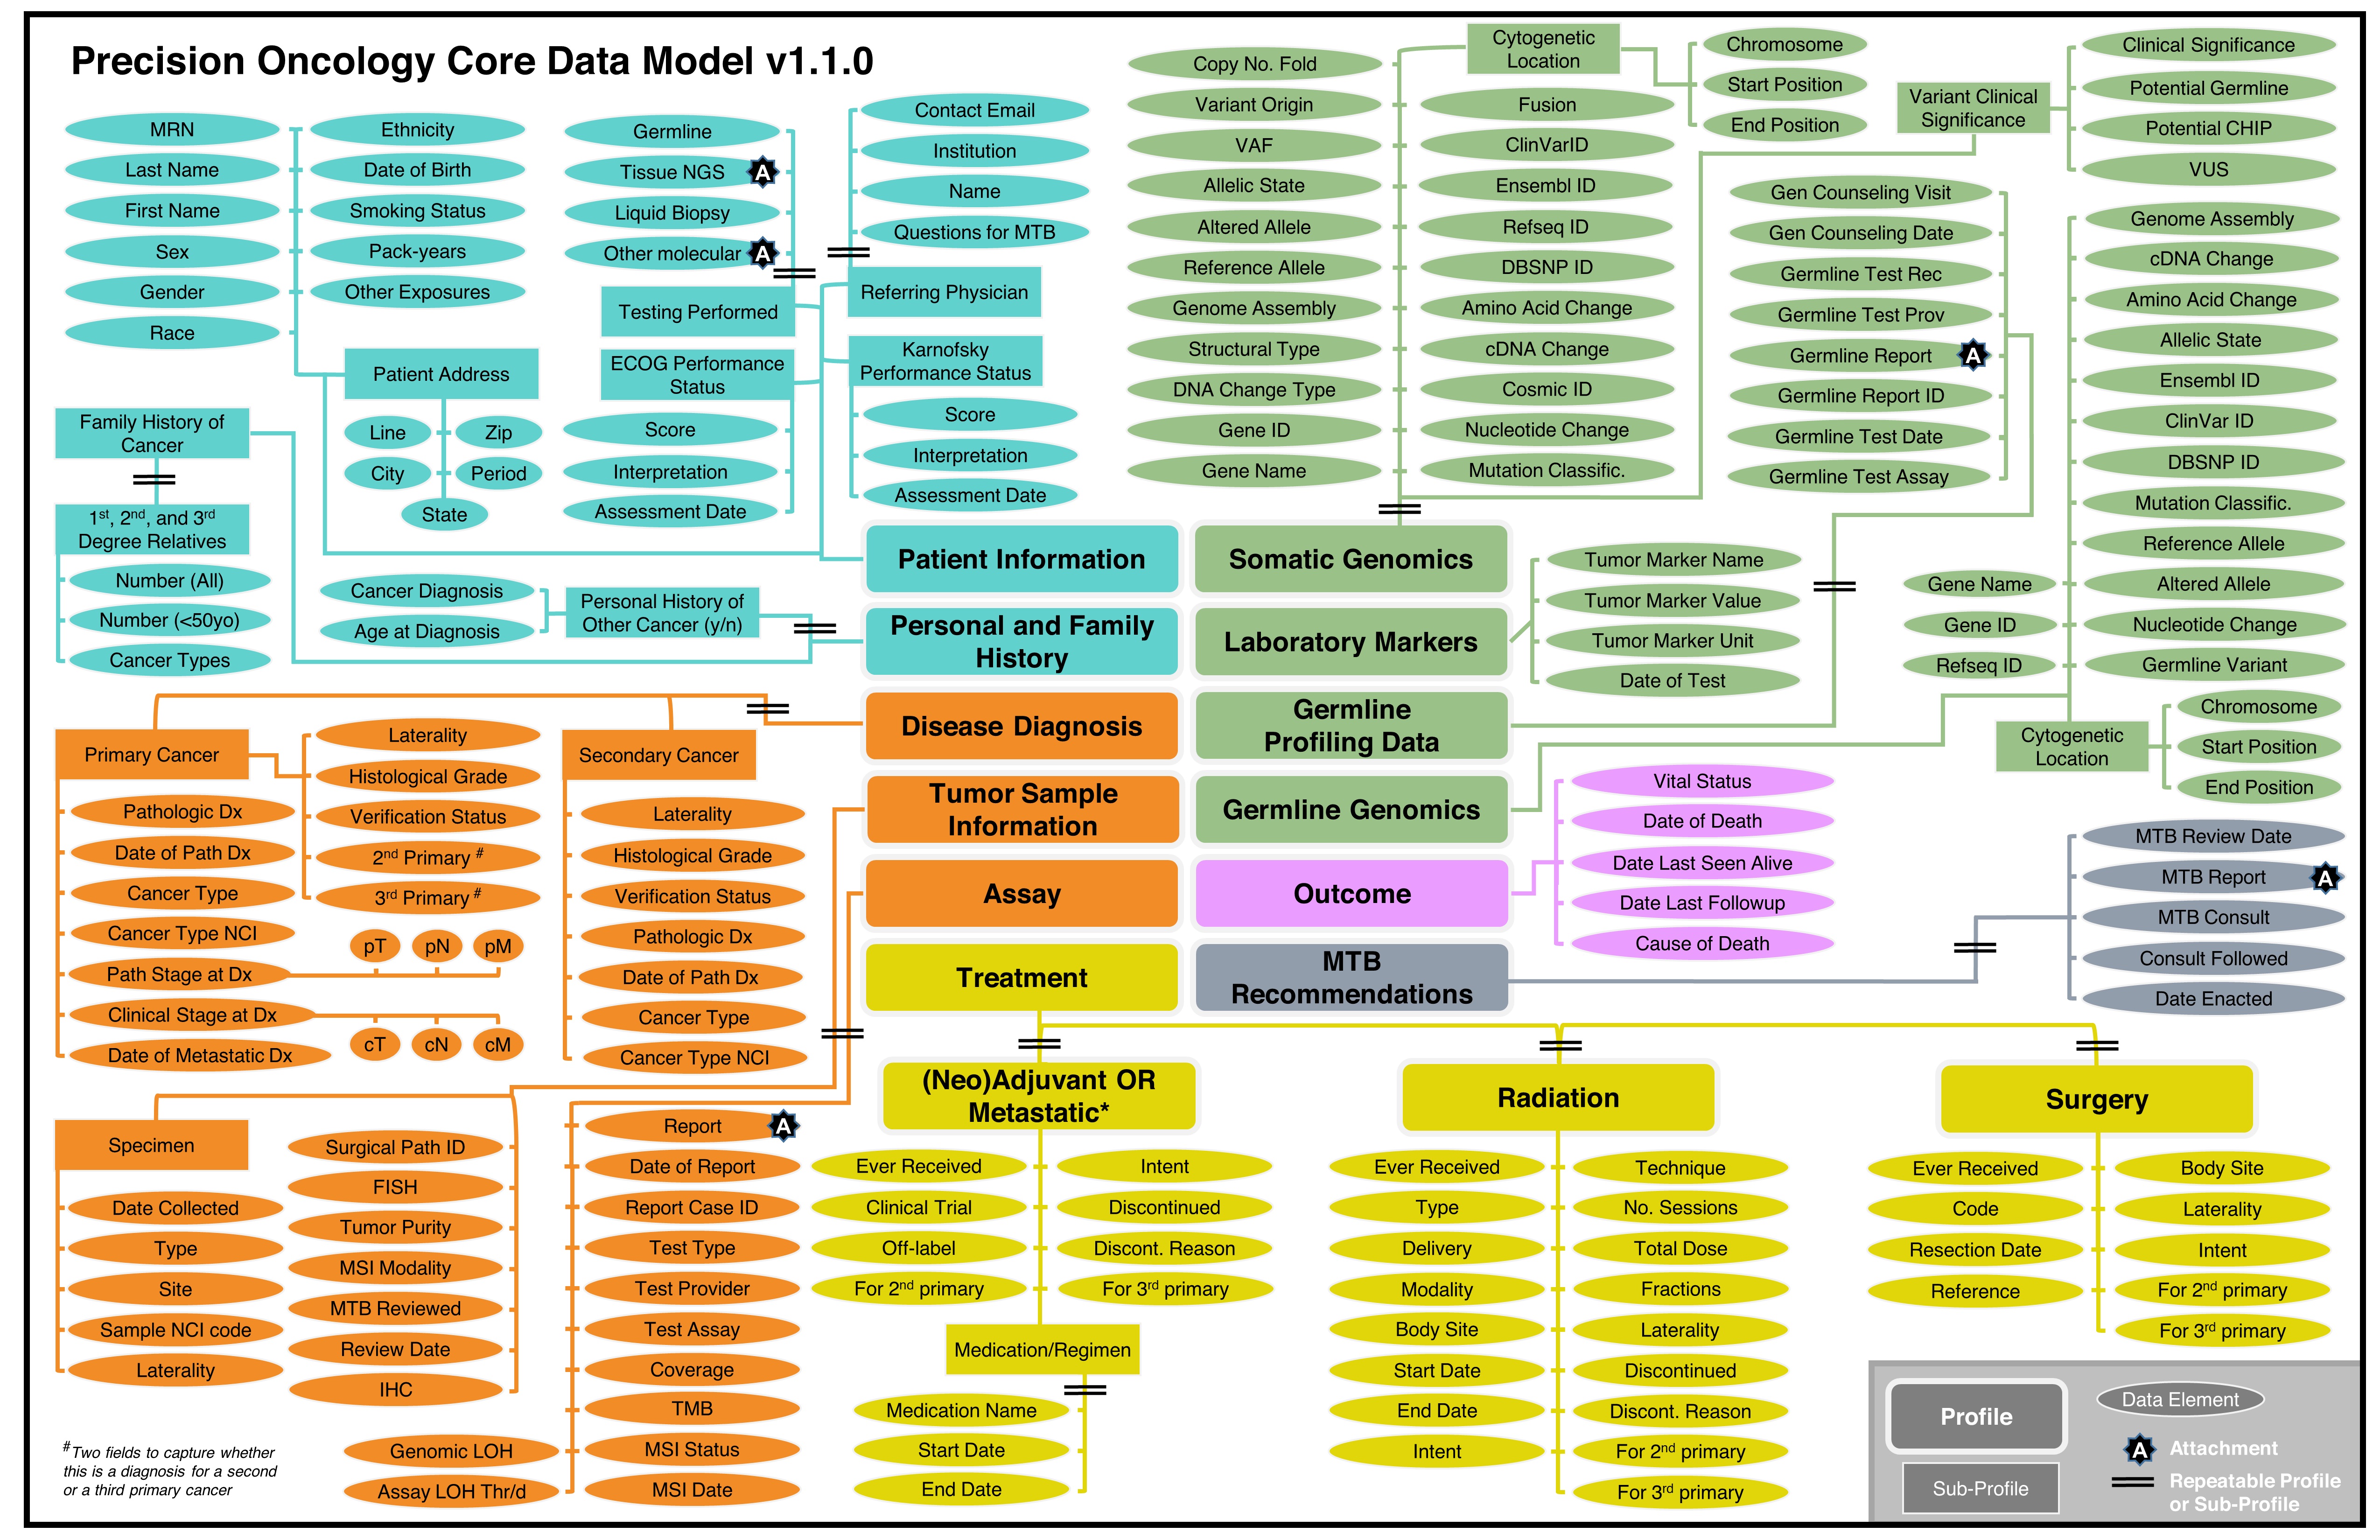 Precision Oncology Core Data Model v1.1.0
MRN
Last Name
First Name
Sex
Gender
Race
Ethnicity
Date of Birth
Smoking Status
Pack-years
Other Exposures
Patient Address
Line
Zip
City
Period
State
Family History of
Cancer
1st, 2nd, and 3rd
Degree Relatives
Number (All)
Number (<50yo)
Cancer Types
Germline
Tissue NGS
A
Liquid Biopsy
Other molecular
A
Testing Performed
ECOG Performance
Status
Score
Interpretation
Assessment Date
Contact Email
Institution
Name
Questions for MTB
Referring Physician
Karnofsky
Performance Status
Score
Interpretation
Assessment Date
Cancer Diagnosis
Age at Diagnosis
Personal History of
Other Cancer (y/n)
Patient Information
Personal and Family
History
Disease Diagnosis
Tumor Sample
Information
Assay
Treatment
Somatic Genomics
Laboratory Markers
Germline
Profiling Data
Germline Genomics
Outcome
MTB
Recommendations
Copy No. Fold
Variant Origin
VAF
Allelic State
Altered Allele
Reference Allele
Genome Assembly
Structural Type
DNA Change Type
Gene ID
Gene Name
Cytogenetic
Location
Fusion
ClinVarID
Ensembl ID
Refseq ID
DBSNP ID
Amino Acid Change
cDNA Change
Cosmic ID
Nucleotide Change
Mutation Classific.
Chromosome
Start Position
End Position
Variant Clinical
Significance
Clinical Significance
Potential Germline
Potential CHIP
VUS
Gen Counseling Visit
Gen Counseling Date
Germline Test Rec
Germline Test Prov
Germline Report
A
Germline Report ID
Germline Test Date
Germline Test Assay
Genome Assembly
cDNA Change
Amino Acid Change
Allelic State
Ensembl ID
ClinVar ID
DBSNP ID
Mutation Classific.
Reference Allele
Altered Allele
Nucleotide Change
Germline Variant
Gene Name
Gene ID
Refseq ID
Cytogenetic
Location
Chromosome
Start Position
End Position
Tumor Marker Name
Tumor Marker Value
Tumor Marker Unit
Date of Test
Vital Status
Date of Death
Date Last Seen Alive
Date Last Followup
Cause of Death
MTB Review Date
MTB Report
A
MTB Consult
Consult Followed
Date Enacted
Primary Cancer
Pathologic Dx
Date of Path Dx
Cancer Type
Cancer Type NCI
Path Stage at Dx
Clinical Stage at Dx
Date of Metastatic Dx
Laterality
Histological Grade
Verification Status
2nd Primary #
3rd Primary #
pT
pN
pM
cT
cN
cM
Secondary Cancer
Laterality
Histological Grade
Verification Status
Pathologic Dx
Date of Path Dx
Cancer Type
Cancer Type NCI
Specimen
Date Collected
Type
Site
Sample NCI code
Laterality
Surgical Path ID
FISH
Tumor Purity
MSI Modality
MTB Reviewed
Review Date
IHC
Report
A
Date of Report
Report Case ID
Test Type
Test Provider
Test Assay
Coverage
TMB
MSI Status
MSI Date
Genomic LOH
Assay LOH Thr/d
#Two fields to capture whether
this is a diagnosis for a second
or a third primary cancer
(Neo)Adjuvant OR
Metastatic*
Ever Received
Clinical Trial
Off-label
For 2nd primary
Intent
Discontinued
Discont. Reason
For 3rd primary
Medication/Regimen
Medication Name
Start Date
End Date
Radiation
Ever Received
Type
Delivery
Modality
Body Site
Start Date
End Date
Intent
Technique
No. Sessions
Total Dose
Fractions
Laterality
Discontinued
Discont. Reason
For 2nd primary
For 3rd primary
Surgery
Ever Received
Code
Resection Date
Reference
Body Site
Laterality
Intent
For 2nd primary
For 3rd primary
Profile
Sub-Profile
Data Element
A
Attachment
Repeatable Profile
or Sub-Profile